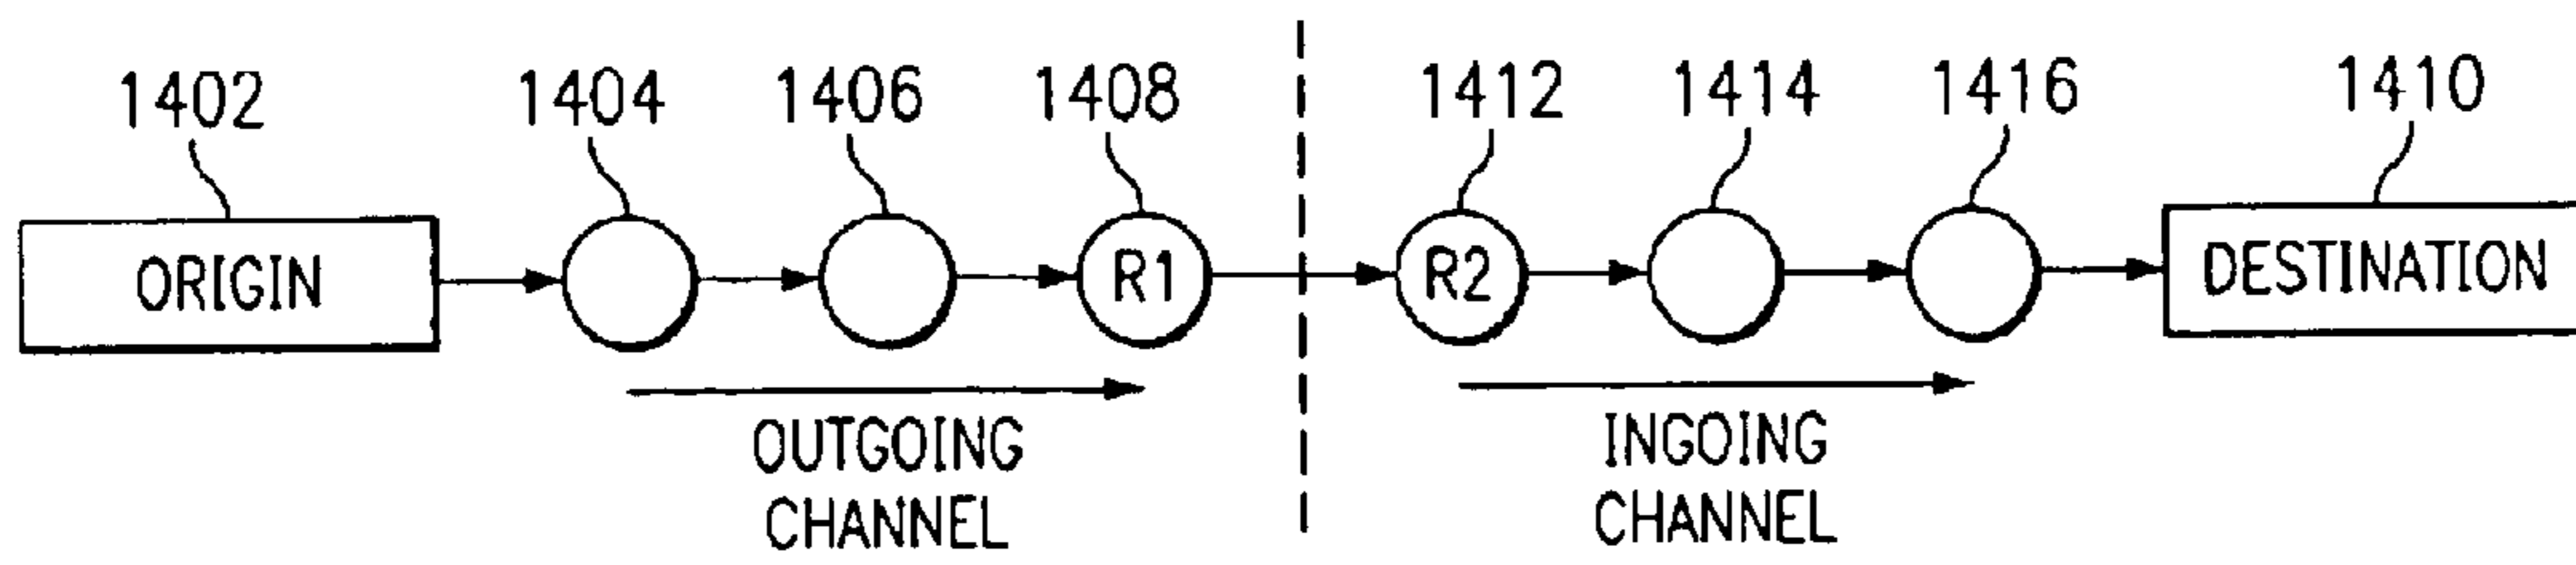 1402 1404 1406 1408 1412 1414 1416 1410
ORIGIN R1 R2 DESTINATION
OUTGOING INGOING
CHANNEL CHANNEL